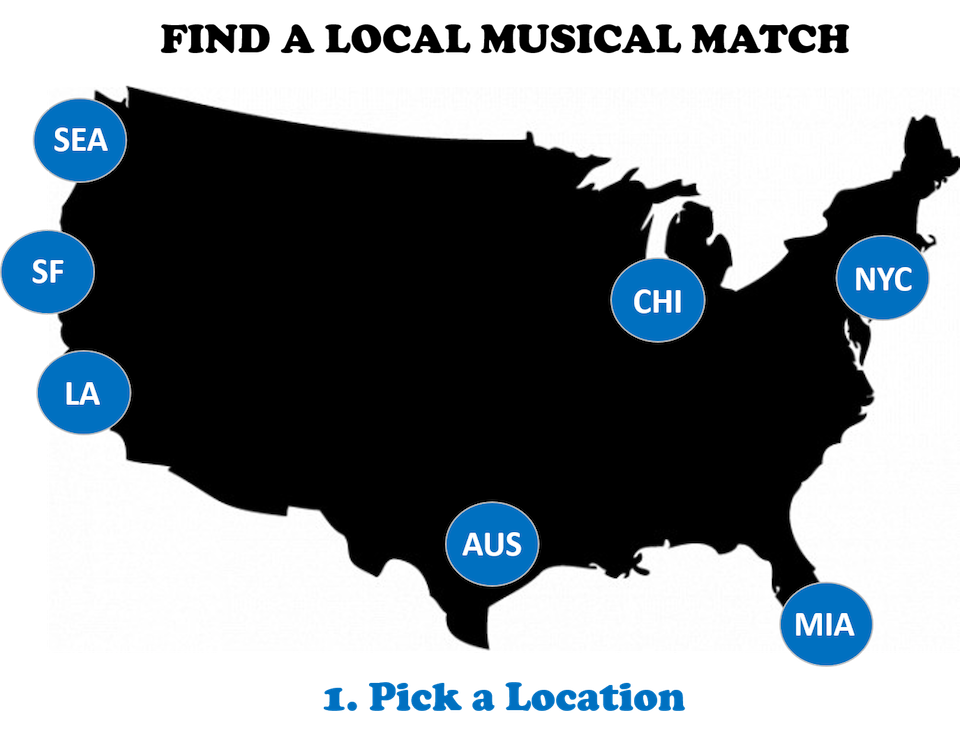 FIND A LOCAL MUSICAL MATCH
SEA
SF
NYC
CHI
LA
AUS
MIA
1. Pick a Location